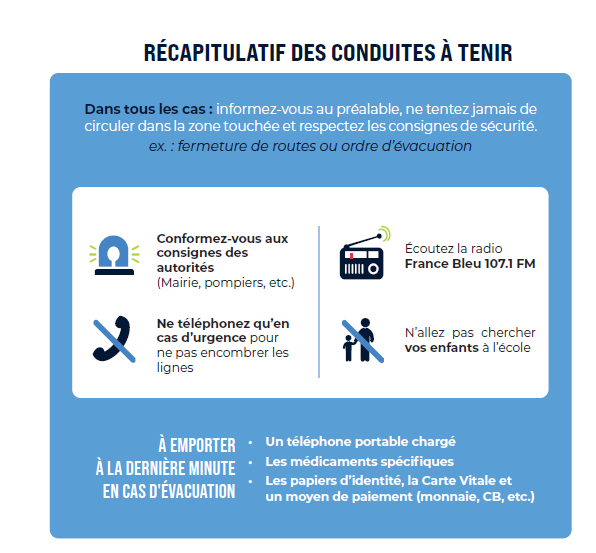 RÉCAPITULATIF DES CONDUITES À TENIR
Dans tous les cas : informez-vous au préalable, ne tentez jamais de
circuler dans la zone touchée et respectez les consignes de sécurité.
ex. : fermeture de routes ou ordre d'évacuation
Conformez-vous aux
consignes des
autorités
(Mairie, pompiers, etc.)
Écoutez la radio
France Bleu 107.1 FM
Ne téléphonez qu'en
cas d'urgence pour
ne pas encombrer les
lignes
N'allez pas chercher
vos enfants à l'école
À EMPORTER
À LA DERNIÈRE MINUTE
EN CAS D'ÉVACUATION
• Un téléphone portable chargé
• Les médicaments spécifiques
• Les papiers d'identité, la Carte Vitale et
un moyen de paiement (monnaie, CB, etc.)